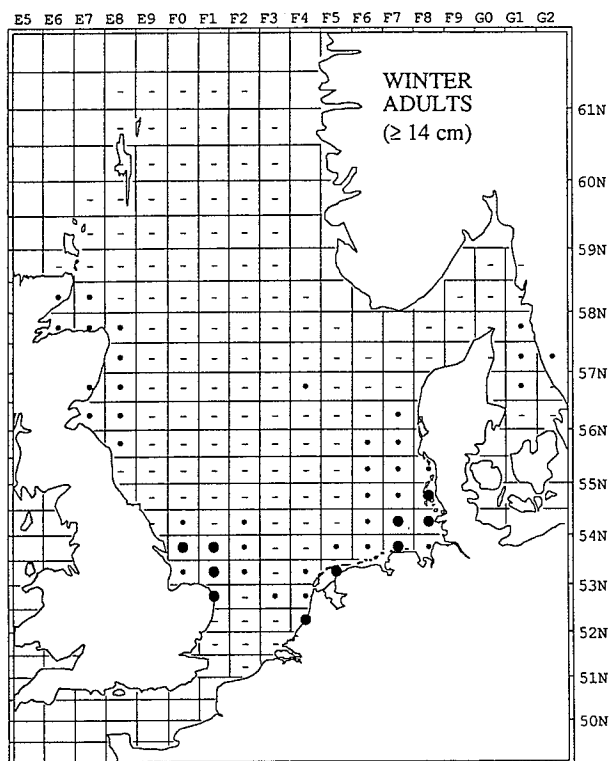 E5 E6 E7 E8 E9 F0 F1 F2 F3 F4 F5 F6 F7 F8 F9 G0 G1 G2
WINTER
ADULTS
(≥ 14 cm)
61N
60N
59N
58N
57N
56N
55N
54N
53N
52N
51N
50N